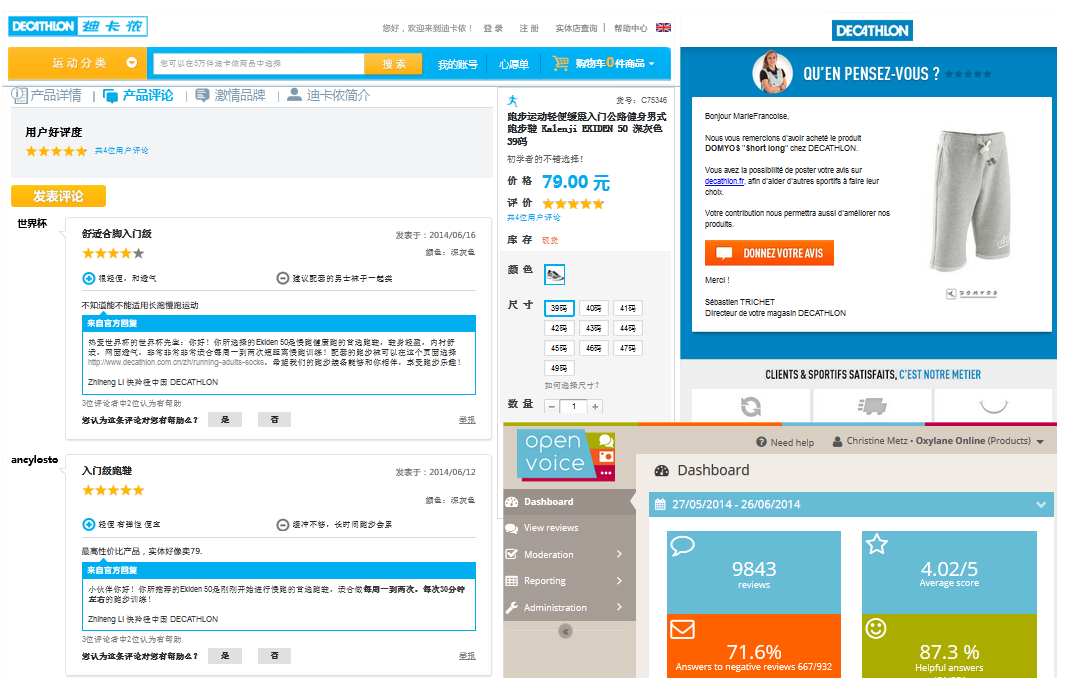 DECATHLON 迪卡侬
您好，欢迎来到迪卡侬！ 登 录 注 册 实体店查询 | 帮助中心
运动分类
您可以在5万件迪卡侬商品中选择
搜 索
我的账号
心愿单
购物车0件商品
产品详情 | 产品评论 | 激情品牌 | 迪卡侬简介
用户好评度
共4位用户评论
发表评论
世界杯
舒适合脚入门级
发表于：2014/06/16
颜色：深灰色
很轻便，和透气
建议配套的男士袜子一起卖
不知道能不能适用长跑慢跑运动
来自官方回复
热爱世界杯的世界杯先生：你好！你所选择的Ekiden 50是慢跑健康跑的首选跑鞋，鞋身轻盈，内衬舒
适，网面透气，非常非常非常适合每周一到两次短距离慢跑训练！配套的跑步袜可以在这个页面选择
http://www.decathlon.com.cn/zh/running-adults-socks，希望我们的跑步装备能够和你相伴，享受跑步乐趣！
Zhiheng LI 快羚羚中国 DECATHLON
3位评论者中2位认为有帮助
您认为这条评论对您有帮助么？ 是 否 举报
ancylosto
入门级跑鞋
发表于：2014/06/12
颜色：深灰色
轻便 有弹性 便宜
缓冲不够，长时间跑步会累
最高性价比产品，实体好像卖79.
来自官方回复
小伙伴你好！你所推荐的Ekiden 50是刚刚开始进行慢跑的首选跑鞋，适合做每周一到两次，每次30分钟
左右的跑步训练！
Zhiheng LI 快羚羚中国 DECATHLON
3位评论者中2位认为有帮助
您认为这条评论对您有帮助么？ 是 否 举报
货号：C75346
跑步运动轻便缓震入门公路健身男式
跑步鞋 Kalenji EKIDEN 50 深灰色
39码
初学者的不错选择！
价 格 79.00 元
评 价
共4位用户评论
库 存 现货
颜 色
尺 寸 39码 40码 41码
42码 43码 44码
45码 46码 47码
49码
如何选择尺寸？
数 量 − 1 +
DECATHLON
QU'EN PENSEZ-VOUS ?
Bonjour MarieFrancoise,
Nous vous remercions d'avoir acheté le produit
DOMYOS "Short long" chez DECATHLON.
Vous avez la possibilité de poster votre avis sur
decathlon.fr, afin d'aider d'autres sportifs à faire leur
choix.
Votre contribution nous permettra aussi d'améliorer nos
produits.
DONNEZ VOTRE AVIS
Merci !
Sébastien TRICHET
Directeur de votre magasin DECATHLON
DOMYOS
CLIENTS & SPORTIFS SATISFAITS, C'EST NOTRE METIER
open
voice
Need help
Christine Metz • Oxylane Online (Products)
Dashboard
View reviews
Moderation
Reporting
Administration
Dashboard
27/05/2014 - 26/06/2014
9843
reviews
4.02/5
Average score
71.6%
Answers to negative reviews 667/932
87.3 %
Helpful answers